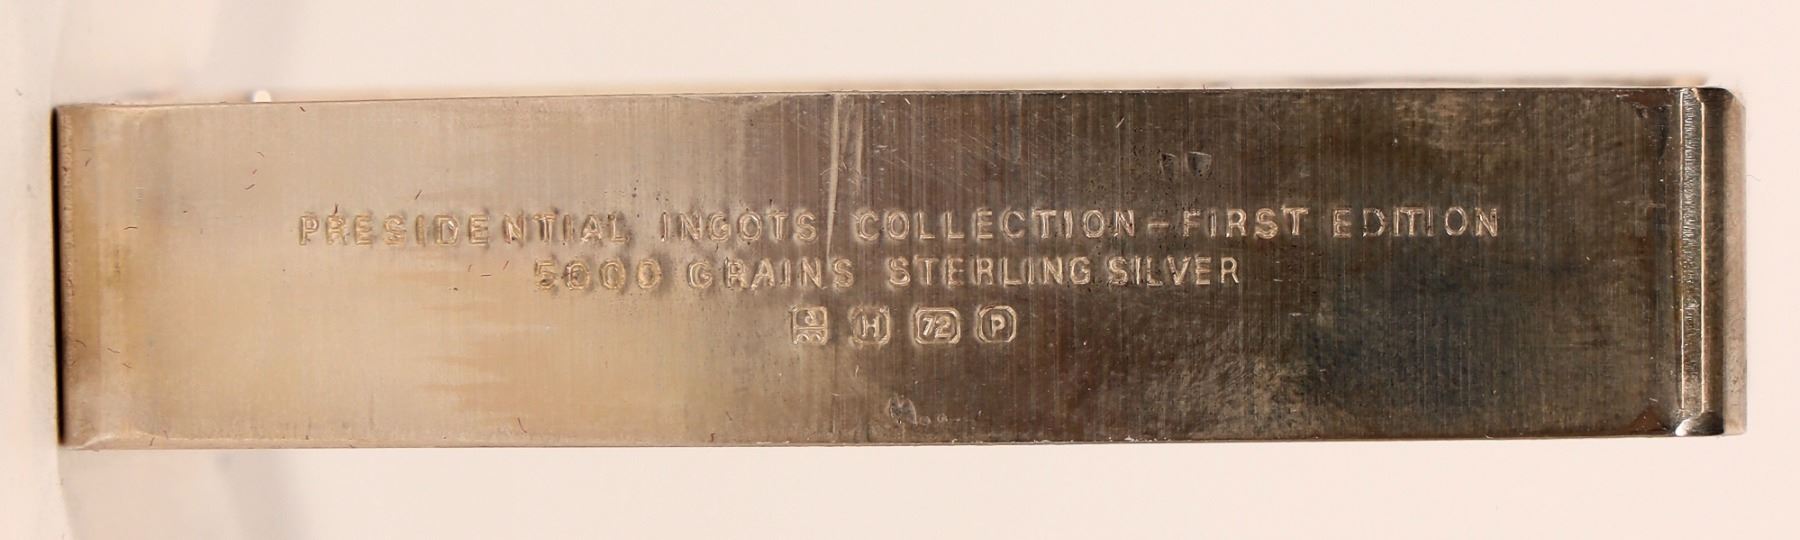 PRESIDENTIAL INGOTS COLLECTION – FIRST EDITION
5000 GRAINS STERLING SILVER
H 72 P